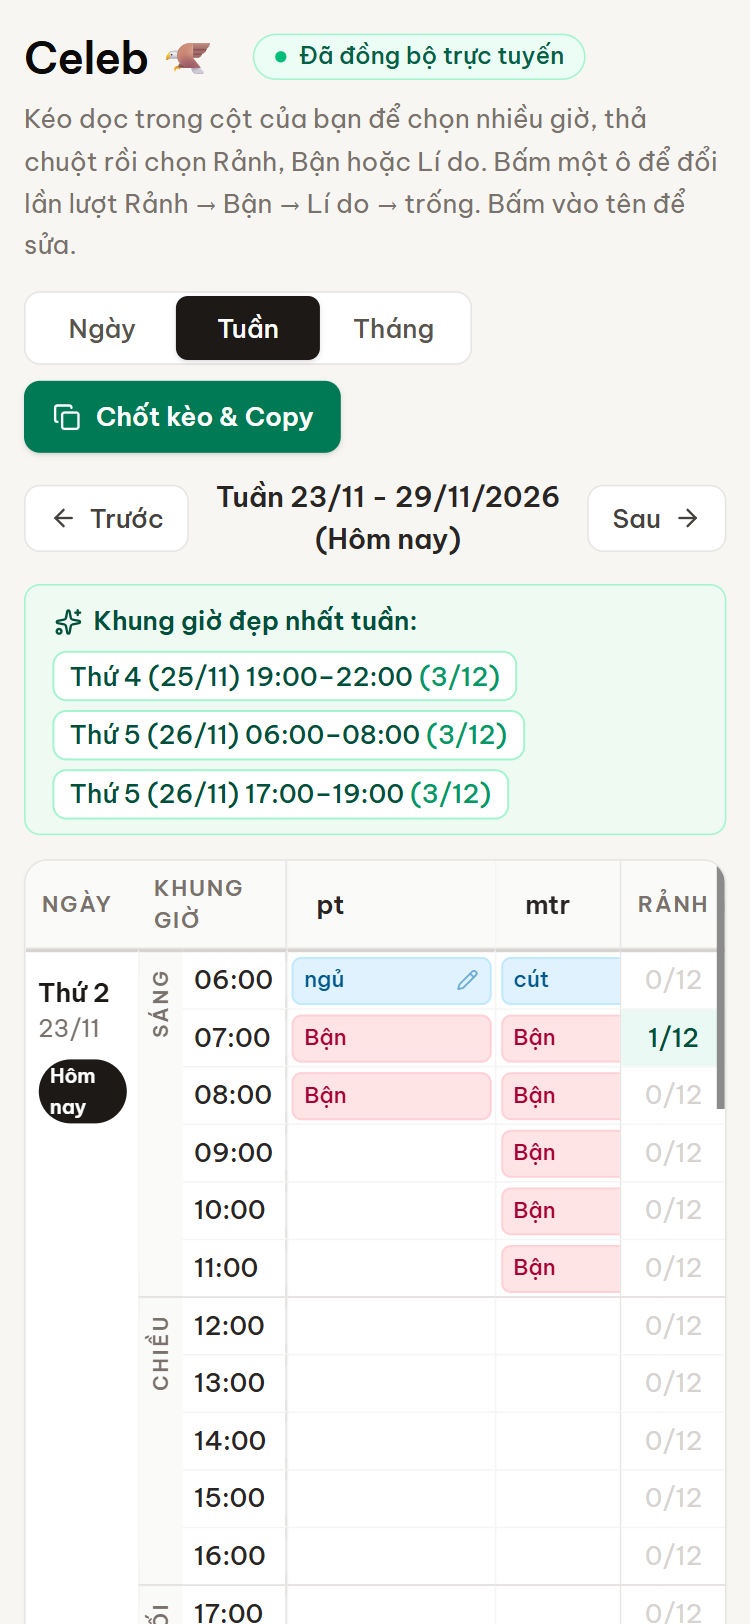 Celeb
Đã đồng bộ trực tuyến
Kéo dọc trong cột của bạn để chọn nhiều giờ, thả
chuột rồi chọn Rảnh, Bận hoặc Lí do. Bấm một ô để đổi
lần lượt Rảnh → Bận → Lí do → trống. Bấm vào tên để
sửa.
Ngày Tuần Tháng
Chốt kèo & Copy
← Trước
Tuần 23/11 - 29/11/2026
(Hôm nay)
Sau →
Khung giờ đẹp nhất tuần:
Thứ 4 (25/11) 19:00–22:00 (3/12)
Thứ 5 (26/11) 06:00–08:00 (3/12)
Thứ 5 (26/11) 17:00–19:00 (3/12)
NGÀY KHUNG GIỜ pt mtr RẢNH
Thứ 2
23/11
Hôm
nay
SÁNG
06:00 ngủ cút 0/12
07:00 Bận Bận 1/12
08:00 Bận Bận 0/12
09:00 Bận 0/12
10:00 Bận 0/12
11:00 Bận 0/12
CHIỀU
12:00 0/12
13:00 0/12
14:00 0/12
15:00 0/12
16:00 0/12
17:00 0/12